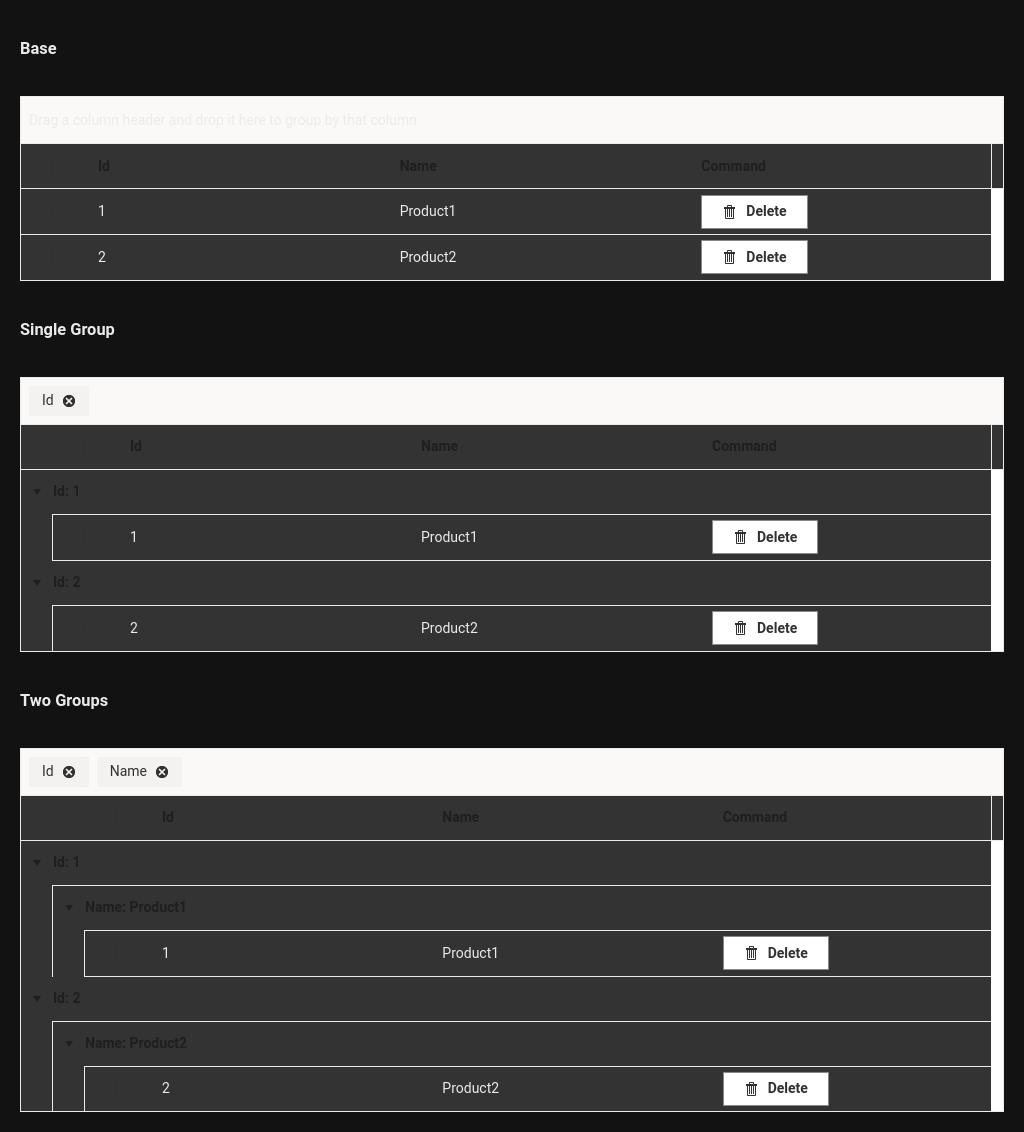 Base
Drag a column header and drop it here to group by that column
Id Name Command
1 Product1 Delete
2 Product2 Delete
Single Group
Id
Id Name Command
Id: 1
1 Product1 Delete
Id: 2
2 Product2 Delete
Two Groups
Id Name
Id Name Command
Id: 1
Name: Product1
1 Product1 Delete
Id: 2
Name: Product2
2 Product2 Delete